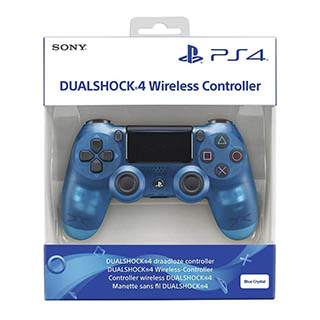 SONY
PS4
DUALSHOCK®4 Wireless Controller
DUALSHOCK®4 draadloze controller
DUALSHOCK®4 Wireless-Controller
Controller wireless DUALSHOCK®4
Manette sans fil DUALSHOCK®4
Blue Crystal